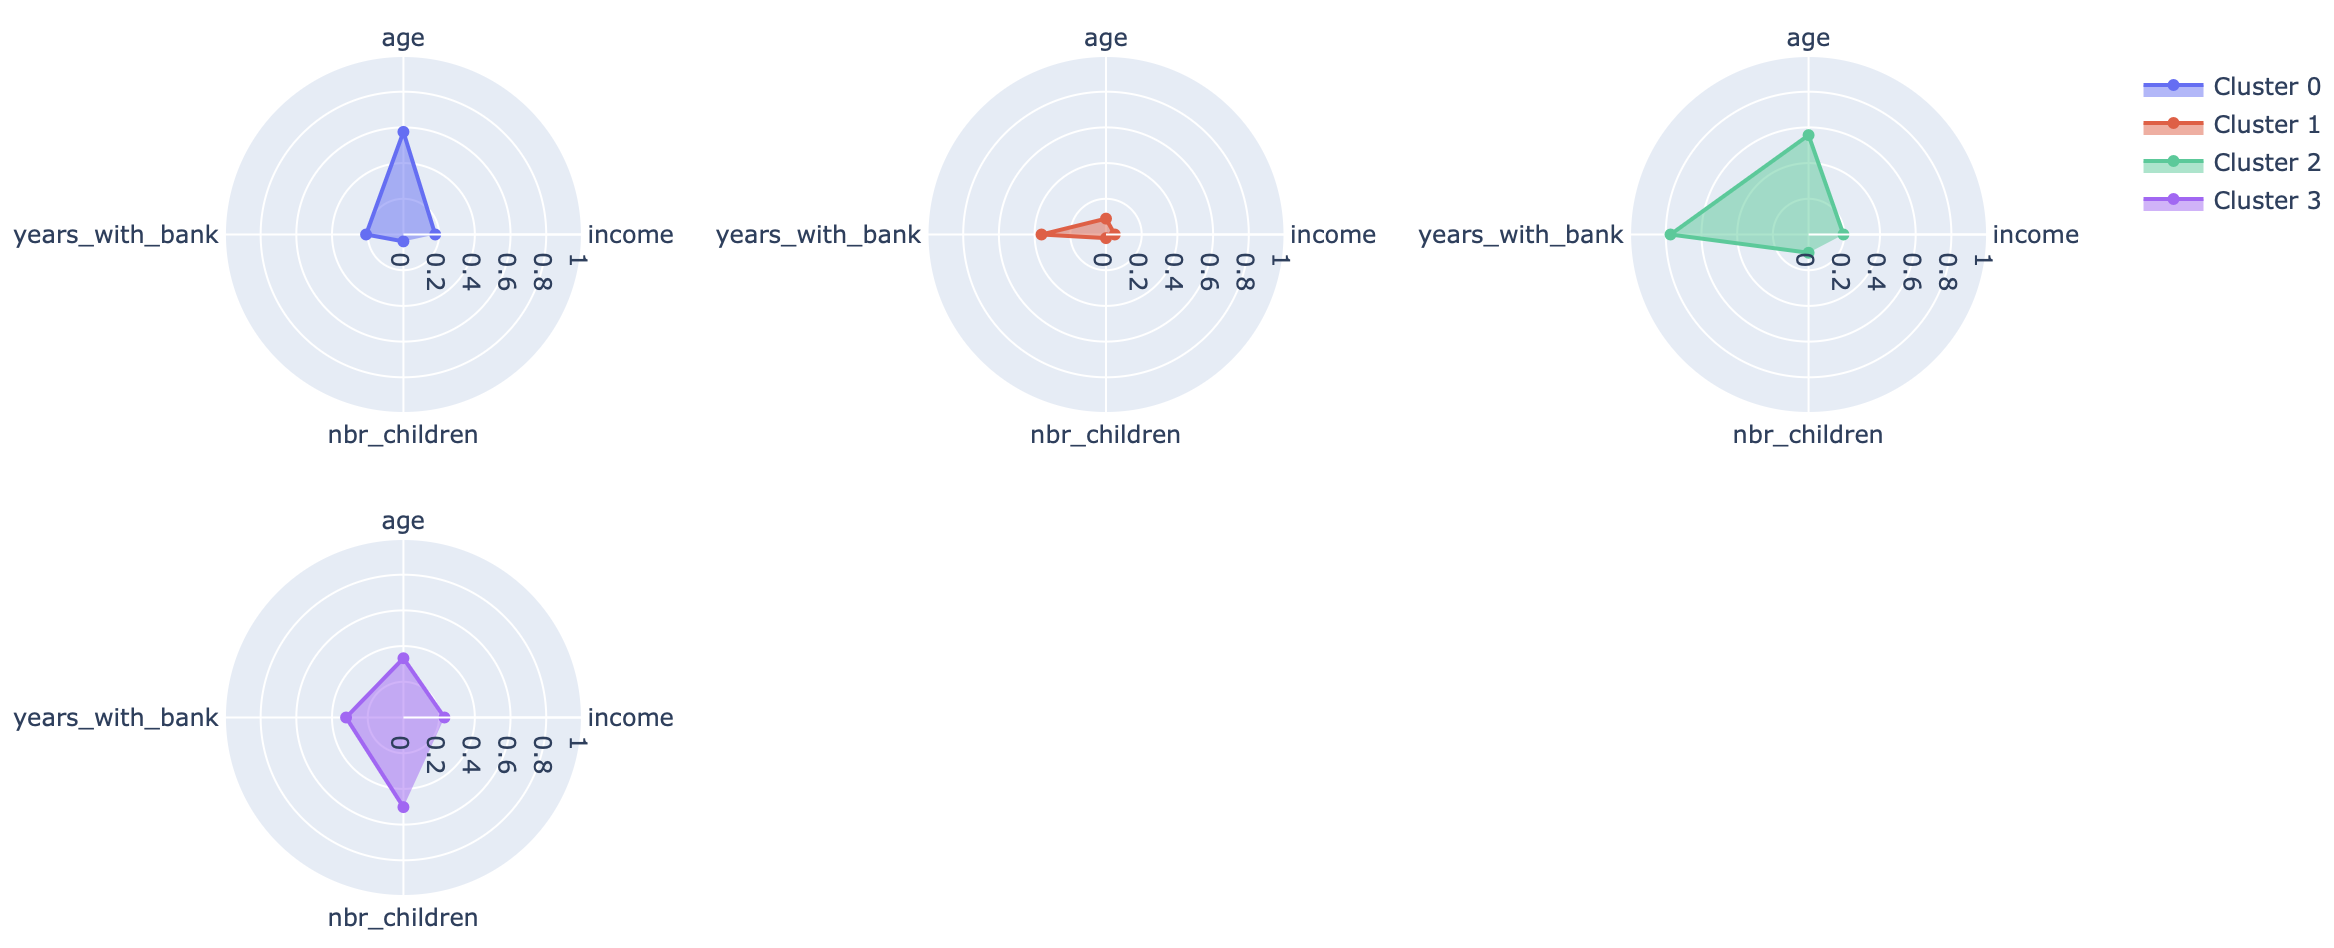 age
years_with_bank
income
0 0.2 0.4 0.6 0.8 1
nbr_children
age
years_with_bank
income
0 0.2 0.4 0.6 0.8 1
nbr_children
age
years_with_bank
income
0 0.2 0.4 0.6 0.8 1
nbr_children
Cluster 0
Cluster 1
Cluster 2
Cluster 3
age
years_with_bank
income
0 0.2 0.4 0.6 0.8 1
nbr_children